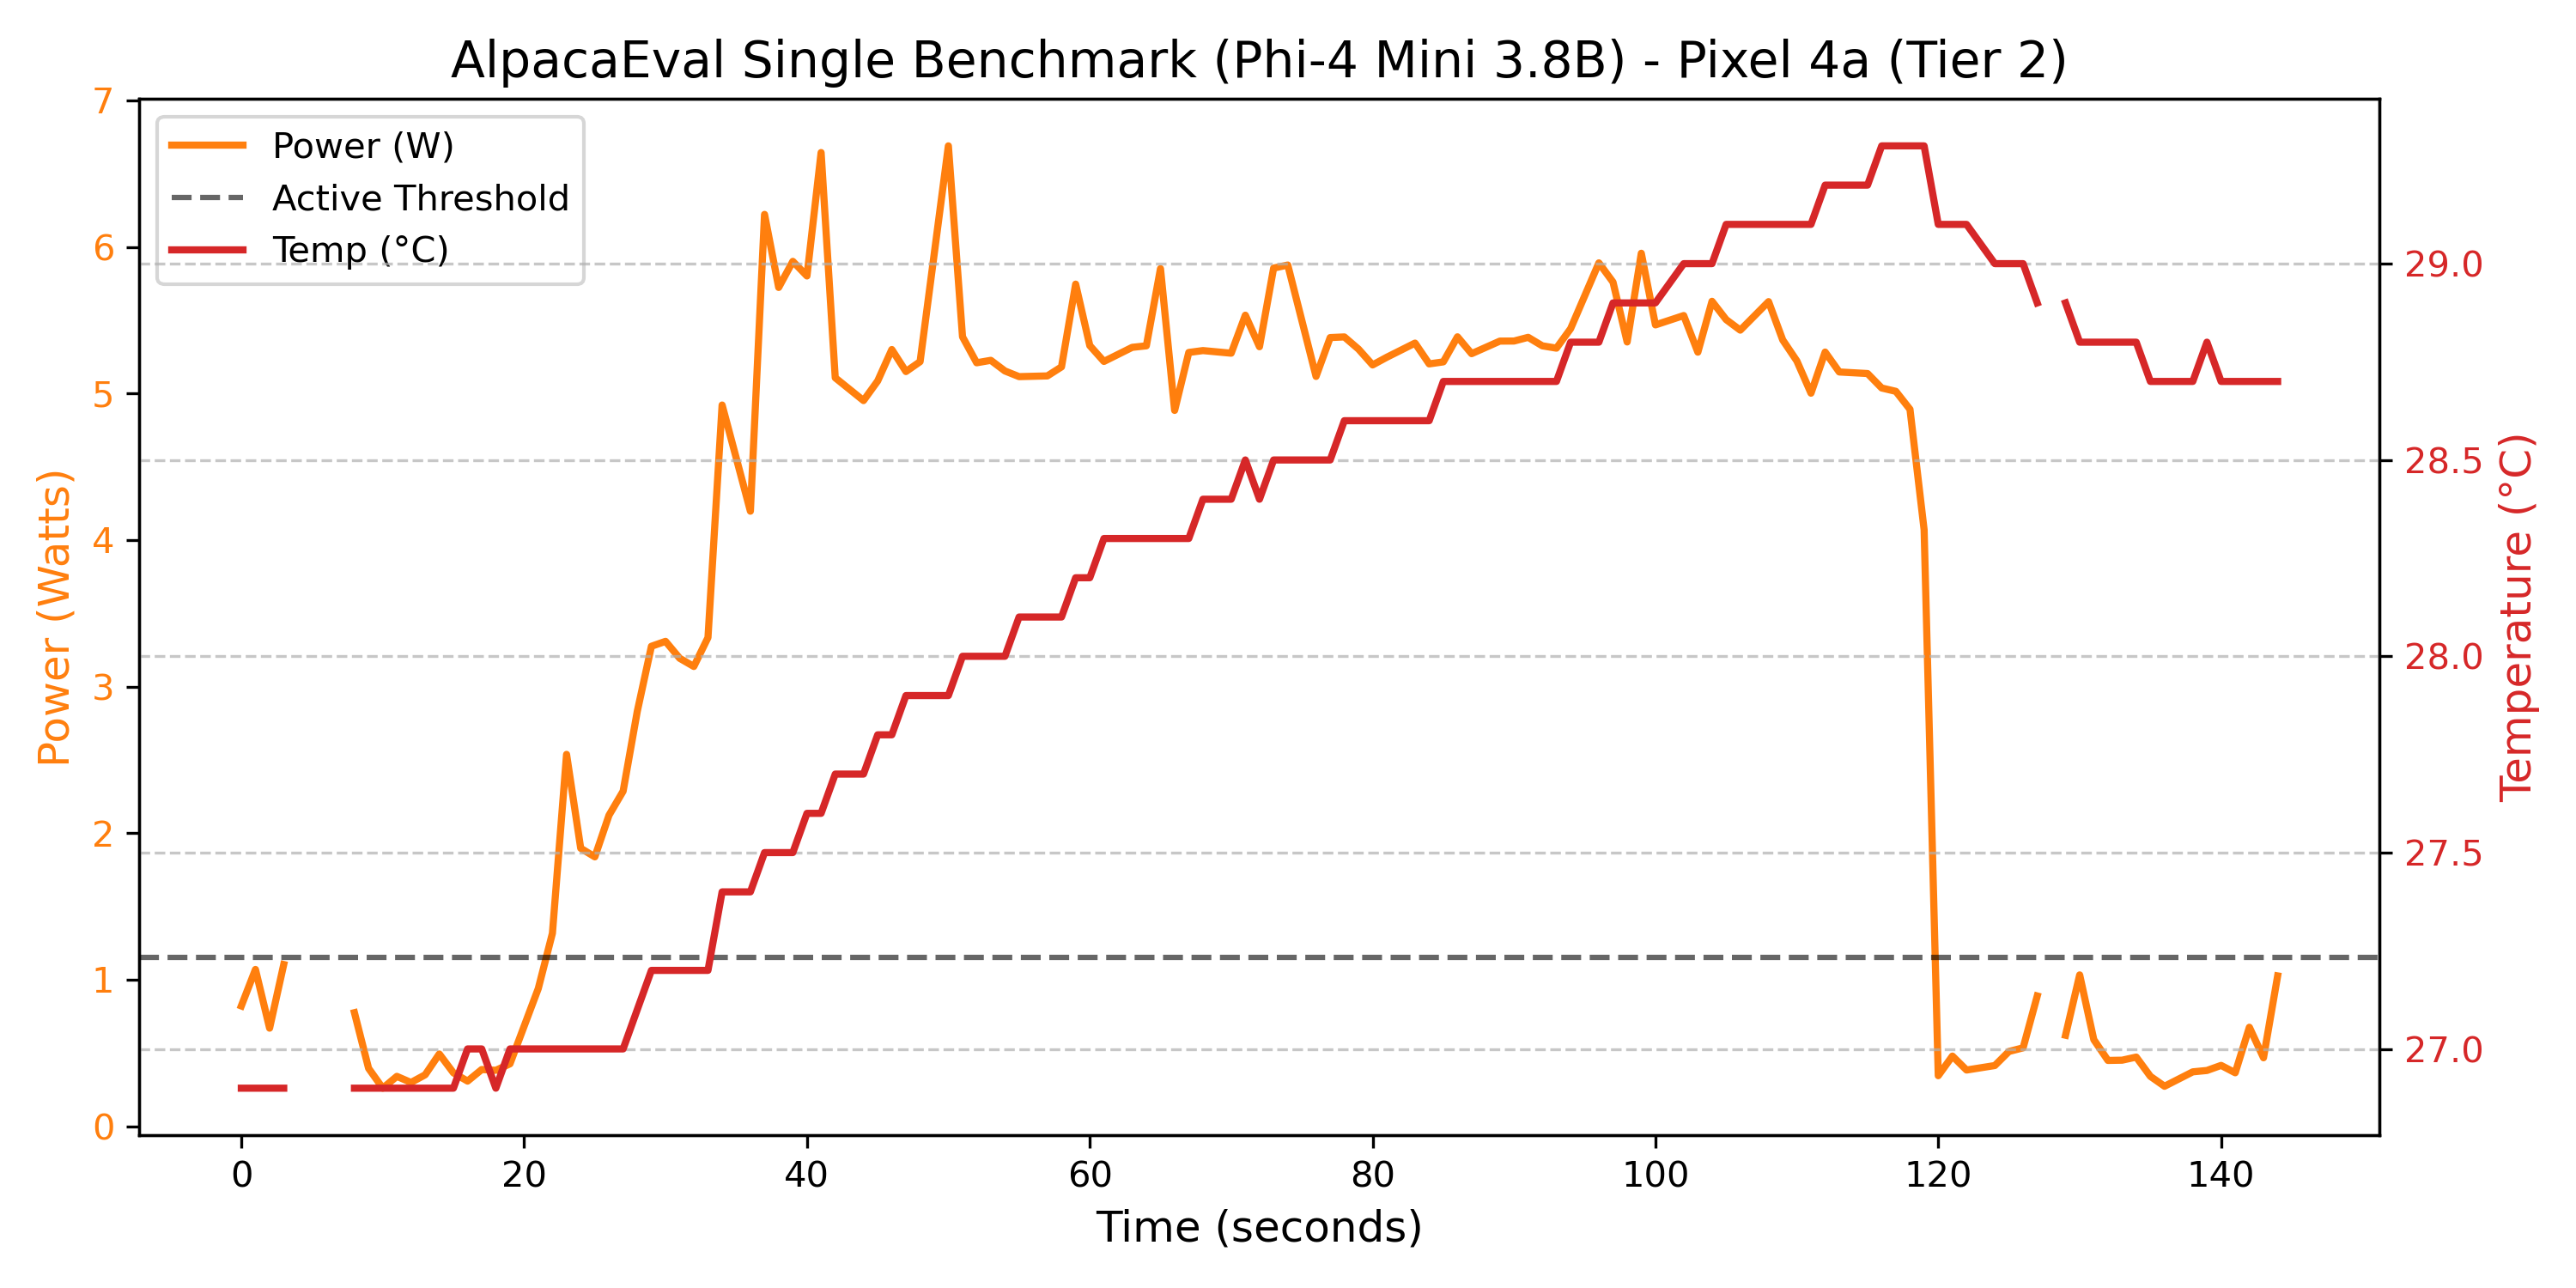 AlpacaEval Single Benchmark (Phi-4 Mini 3.8B) - Pixel 4a (Tier 2)
Power (W)
Active Threshold
Temp (°C)
Power (Watts)
7
6
5
4
3
2
1
0
29.0
28.5
28.0
27.5
27.0
Temperature (°C)
0 20 40 60 80 100 120 140
Time (seconds)